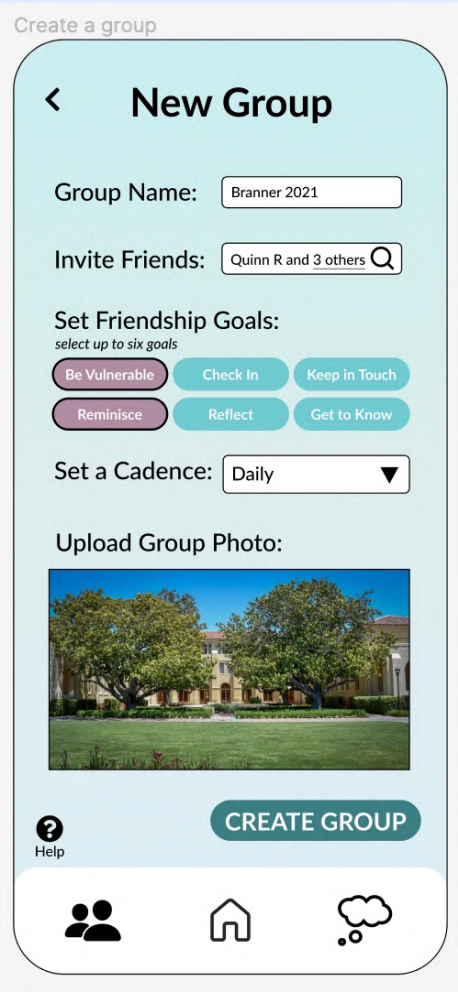 Create a group
New Group
Group Name: Branner 2021
Invite Friends: Quinn R and 3 others
Set Friendship Goals:
select up to six goals
Be Vulnerable Check In Keep in Touch
Reminisce Reflect Get to Know
Set a Cadence: Daily
Upload Group Photo:
CREATE GROUP
?
Help